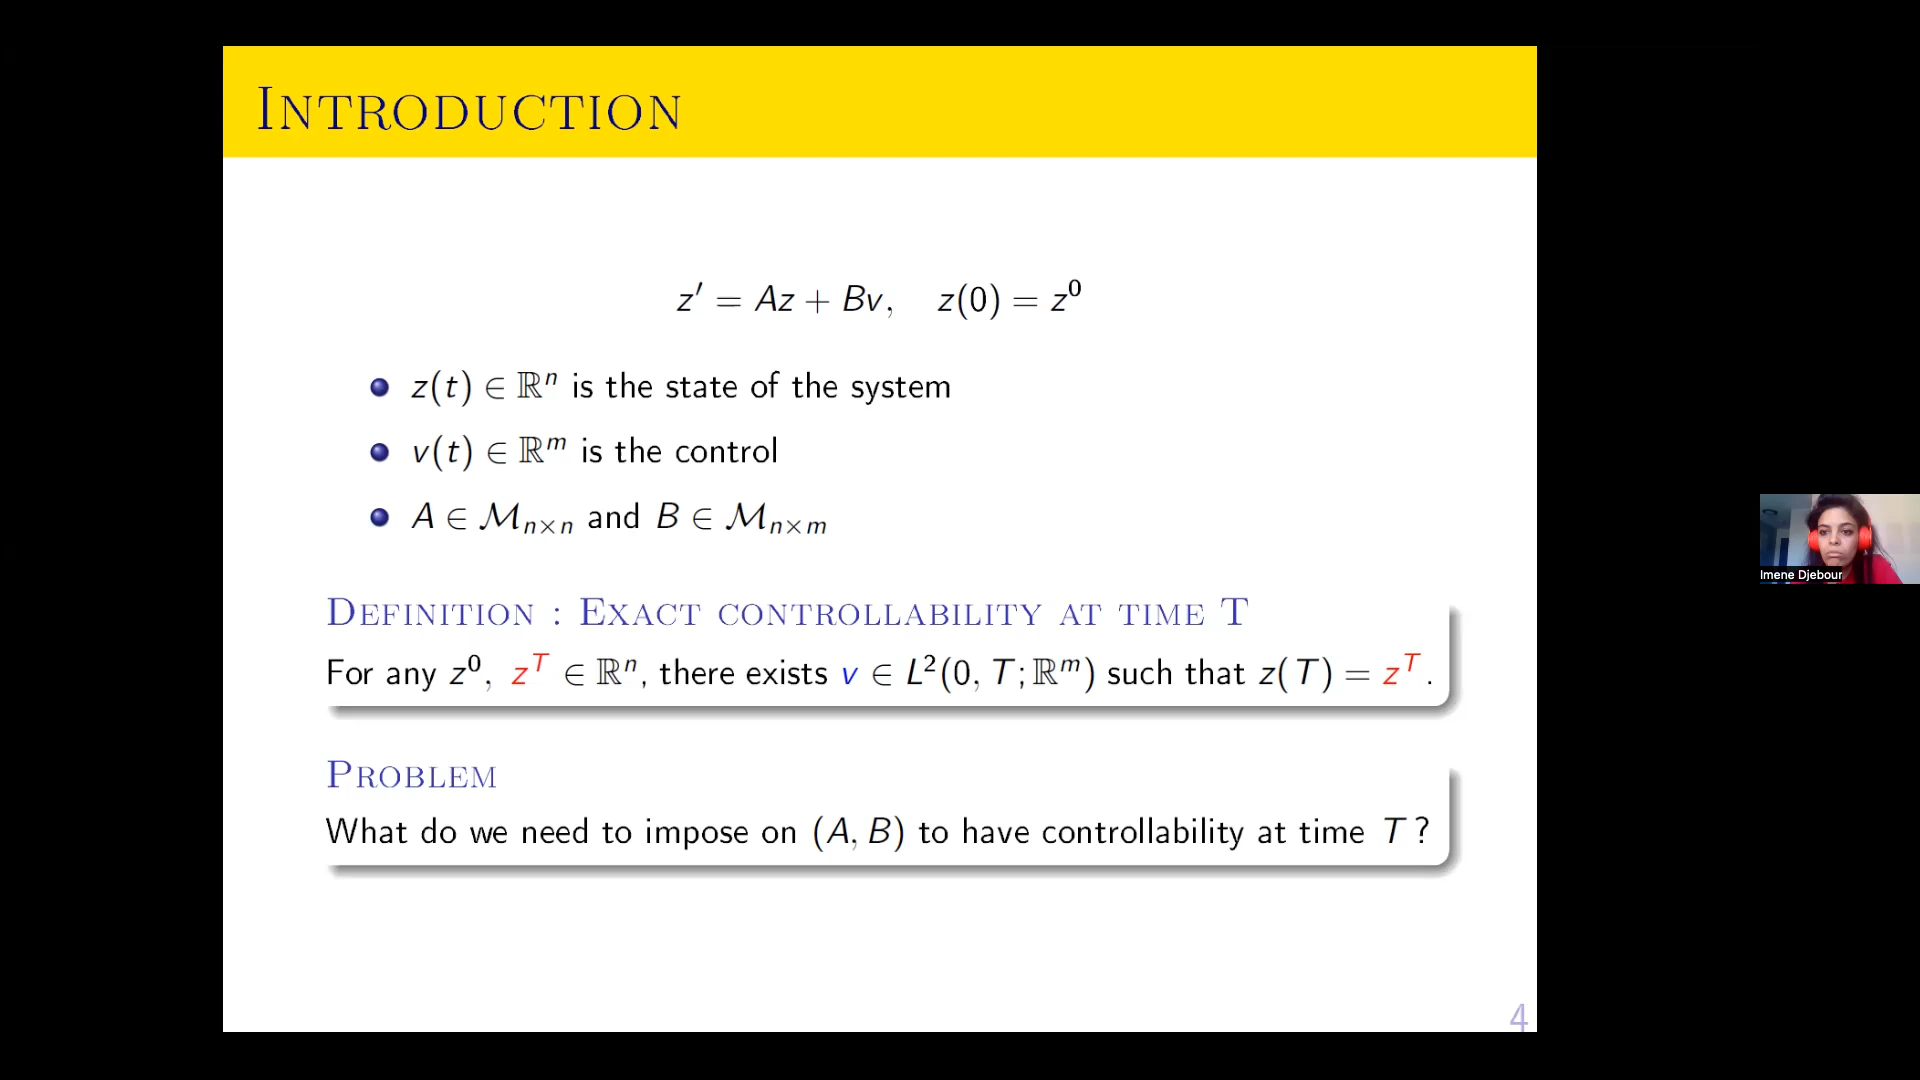 INTRODUCTION
z′ = Az + Bv, z(0) = z⁰
z(t) ∈ ℝⁿ is the state of the system
v(t) ∈ ℝᵐ is the control
A ∈ ℳₙ×ₙ and B ∈ ℳₙ×ₘ
DEFINITION : EXACT CONTROLLABILITY AT TIME T
For any z⁰, zᵀ ∈ ℝⁿ, there exists v ∈ L²(0, T; ℝᵐ) such that z(T) = zᵀ.
PROBLEM
What do we need to impose on (A, B) to have controllability at time T ?
4
Imene Djebour